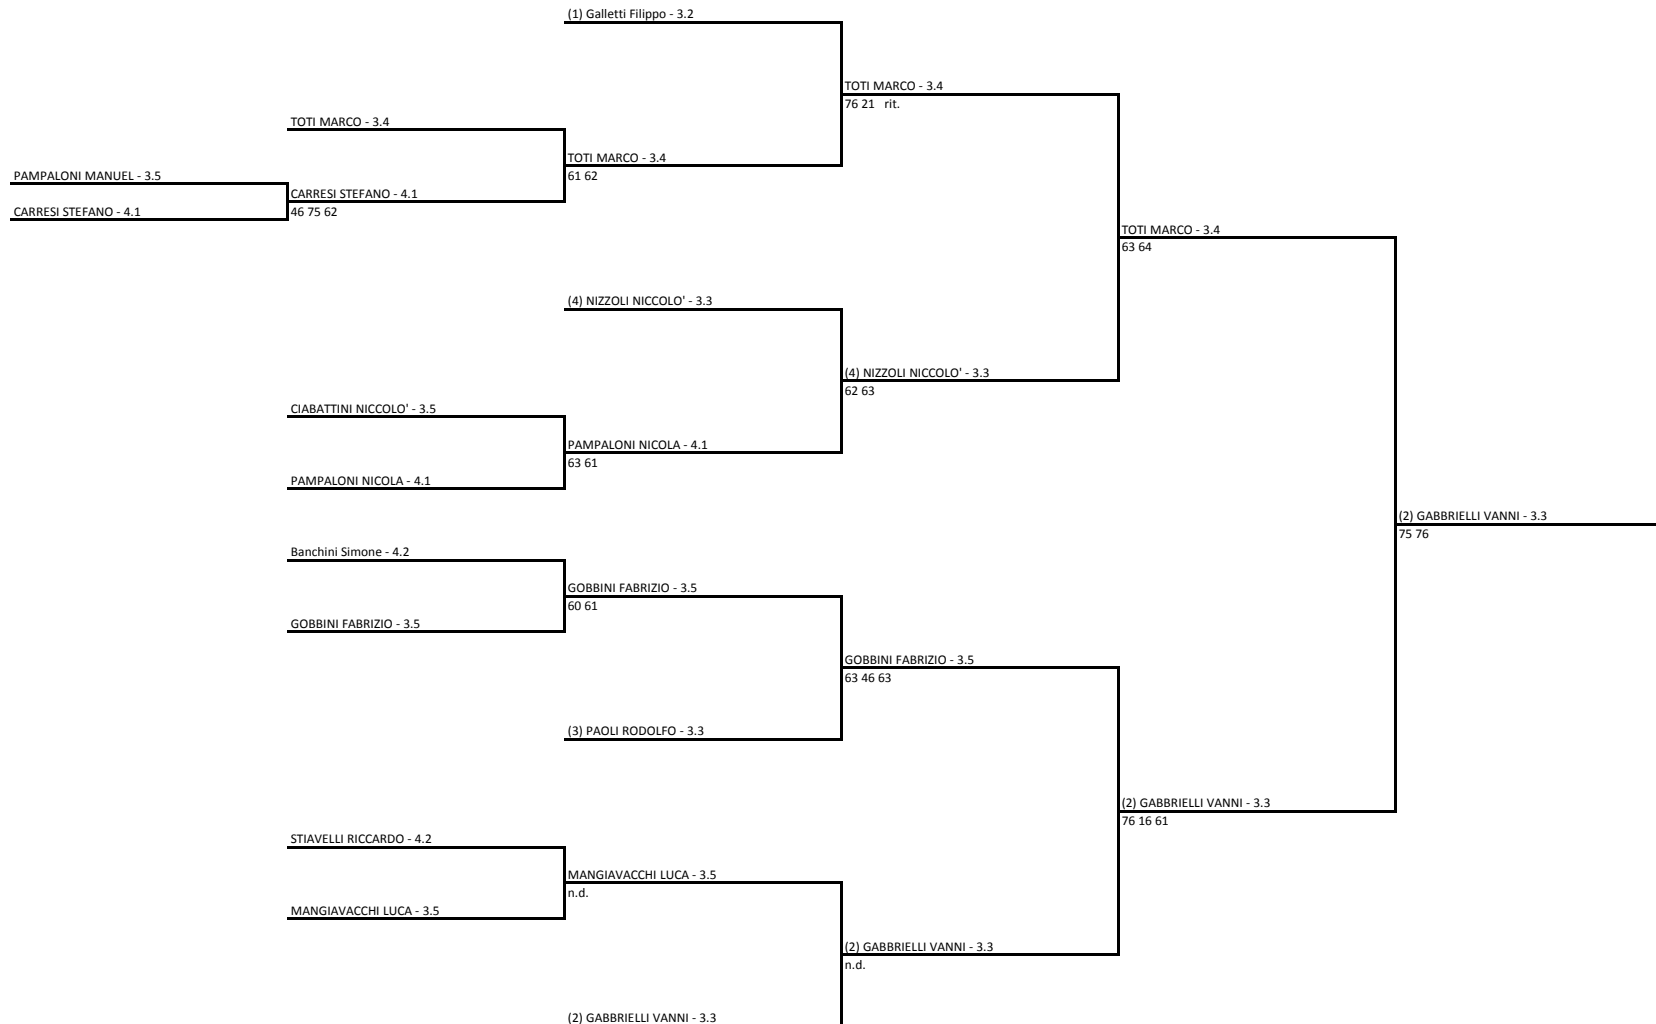 (1) Galletti Filippo - 3.2
TOTI MARCO - 3.4
76 21 rit.
TOTI MARCO - 3.4
TOTI MARCO - 3.4
61 62
PAMPALONI MANUEL - 3.5
CARRESI STEFANO - 4.1
46 75 62
CARRESI STEFANO - 4.1
TOTI MARCO - 3.4
63 64
(4) NIZZOLI NICCOLO' - 3.3
(4) NIZZOLI NICCOLO' - 3.3
62 63
CIABATTINI NICCOLO' - 3.5
PAMPALONI NICOLA - 4.1
63 61
PAMPALONI NICOLA - 4.1
(2) GABBRIELLI VANNI - 3.3
75 76
Banchini Simone - 4.2
GOBBINI FABRIZIO - 3.5
60 61
GOBBINI FABRIZIO - 3.5
GOBBINI FABRIZIO - 3.5
63 46 63
(3) PAOLI RODOLFO - 3.3
(2) GABBRIELLI VANNI - 3.3
76 16 61
STIAVELLI RICCARDO - 4.2
MANGIAVACCHI LUCA - 3.5
n.d.
MANGIAVACCHI LUCA - 3.5
(2) GABBRIELLI VANNI - 3.3
n.d.
(2) GABBRIELLI VANNI - 3.3